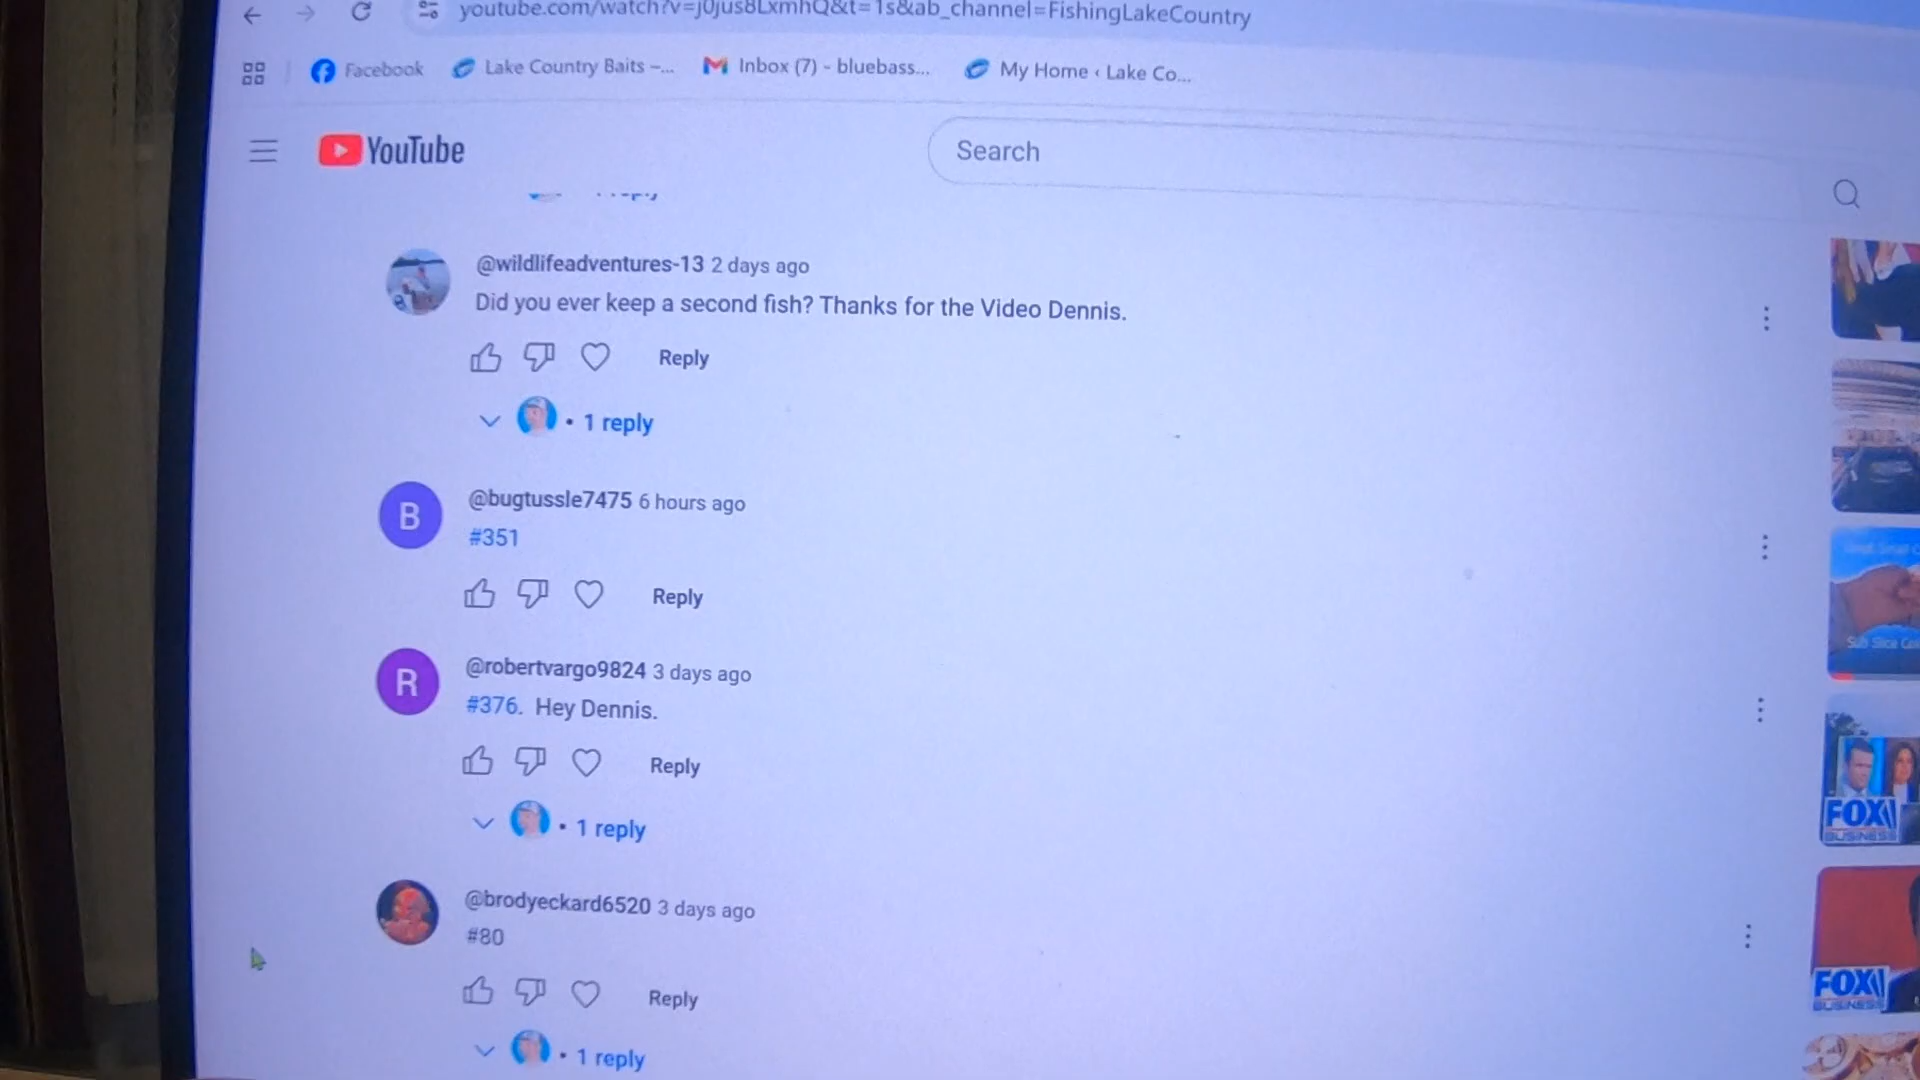 youtube.com/watch?v=j0jus8LxmhQ&t=1s&ab_channel=FishingLakeCountry
Facebook
Lake Country Baits –...
Inbox (7) - bluebass...
My Home ‹ Lake Co...
YouTube
Search
@wildlifeadventures-13 2 days ago
Did you ever keep a second fish? Thanks for the Video Dennis.
Reply
• 1 reply
B
@bugtussle7475 6 hours ago
#351
Reply
R
@robertvargo9824 3 days ago
#376. Hey Dennis.
Reply
• 1 reply
@brodyeckard6520 3 days ago
#80
Reply
• 1 reply
FOX
BUSINESS
FOX
BUSINESS